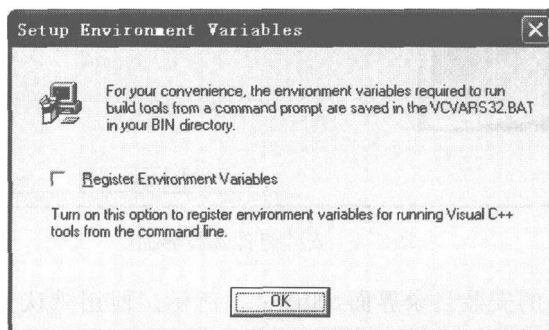 Setup Environment Variables
For your convenience, the environment variables required to run
build tools from a command prompt are saved in the VCVARS32.BAT
in your BIN directory.
Register Environment Variables
Turn on this option to register environment variables for running Visual C++
tools from the command line.
OK